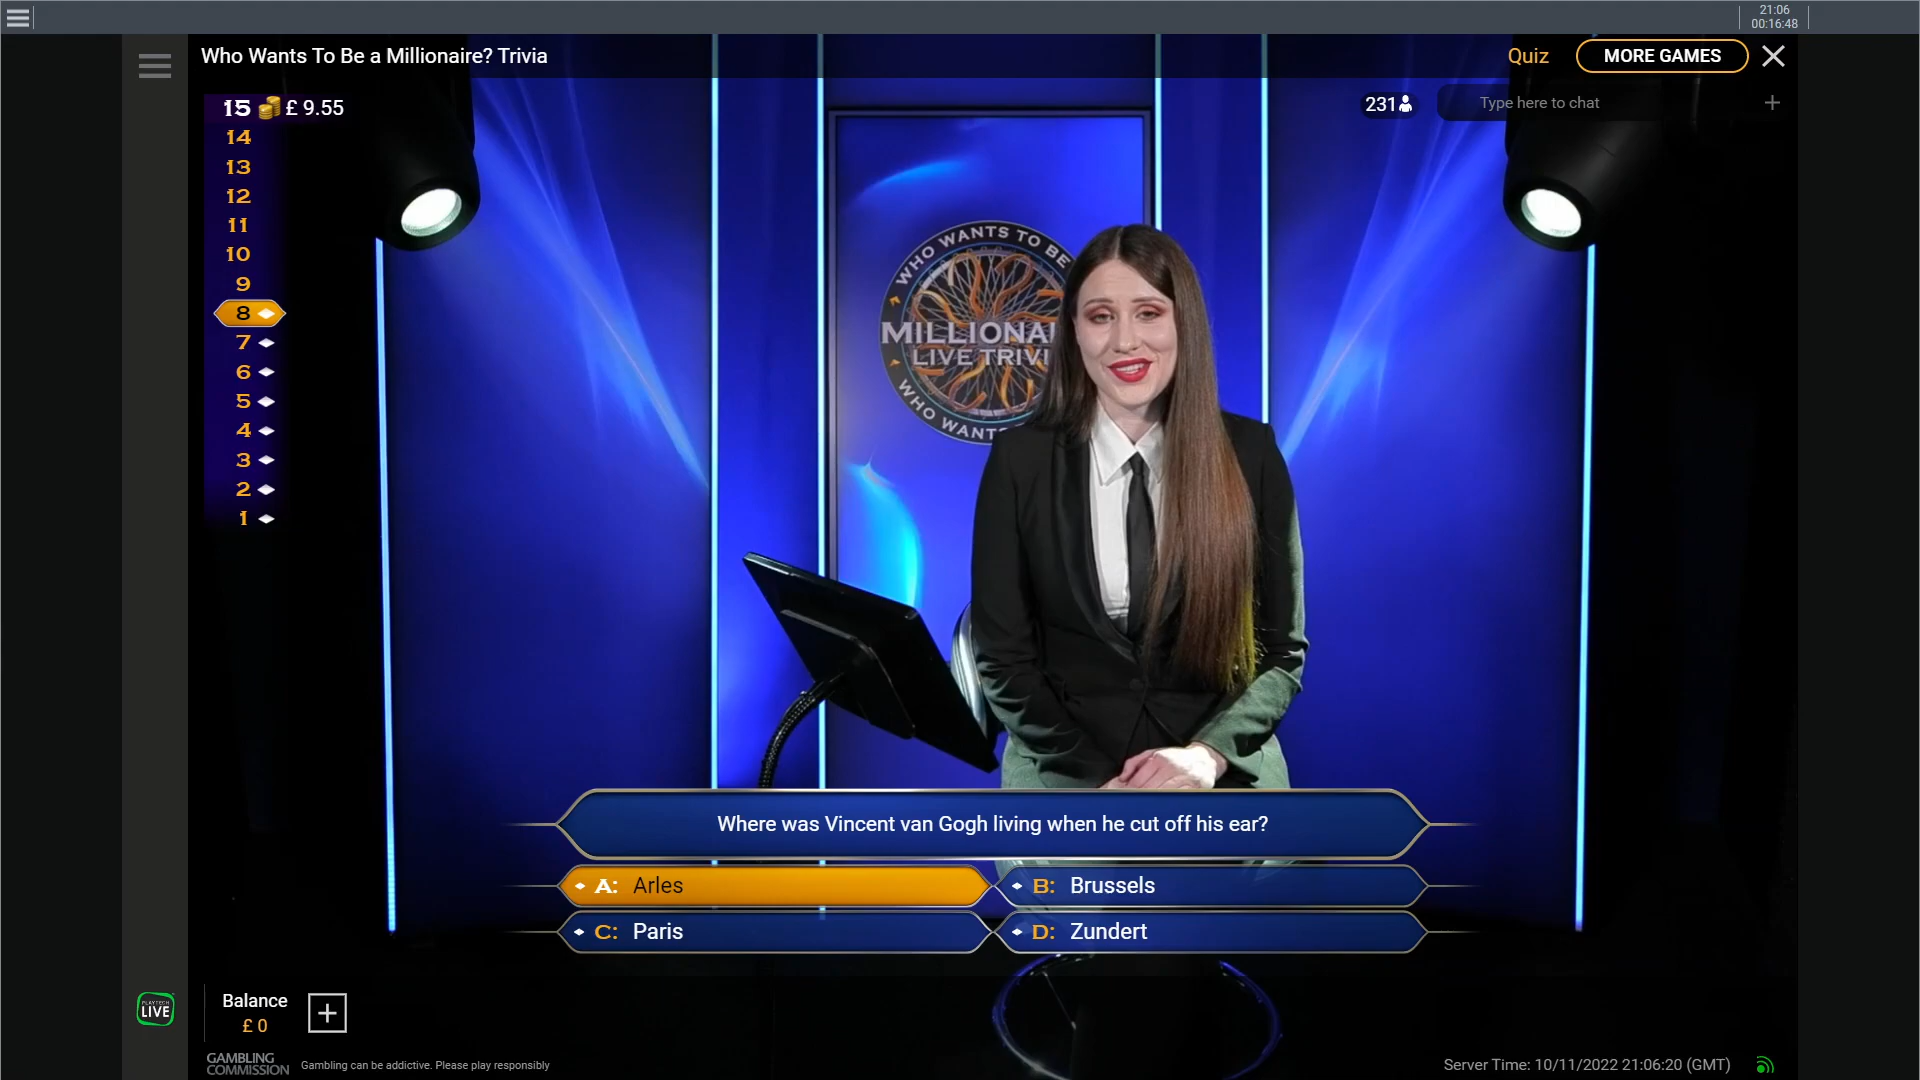 21:06
00:16:48
Who Wants To Be a Millionaire? Trivia
Quiz
MORE GAMES
15 £ 9.55
231
Type here to chat
14
13
12
11
10
9
8
7
6
5
4
3
2
1
WHO WANTS TO BE
MILLIONAI
LIVE TRIVI
WHO WANTS
Where was Vincent van Gogh living when he cut off his ear?
A: Arles
B: Brussels
C: Paris
D: Zundert
PLAYTECH
LIVE
Balance
£ 0
GAMBLING
COMMISSION
Gambling can be addictive. Please play responsibly
Server Time: 10/11/2022 21:06:20 (GMT)